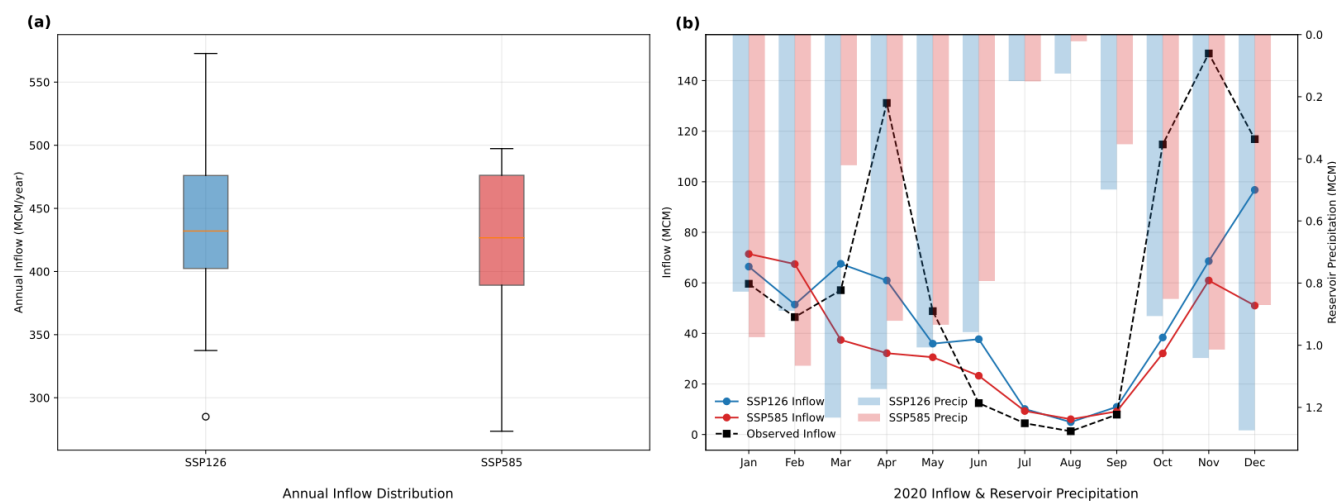 (a)
550
500
450
400
350
300
Annual Inflow (MCM/year)
SSP126
SSP585
Annual Inflow Distribution
(b)
140
120
100
80
60
40
20
0
Inflow (MCM)
0.0
0.2
0.4
0.6
0.8
1.0
1.2
Reservoir Precipitation (MCM)
SSP126 Inflow
SSP585 Inflow
Observed Inflow
SSP126 Precip
SSP585 Precip
Jan Feb Mar Apr May Jun Jul Aug Sep Oct Nov Dec
2020 Inflow & Reservoir Precipitation